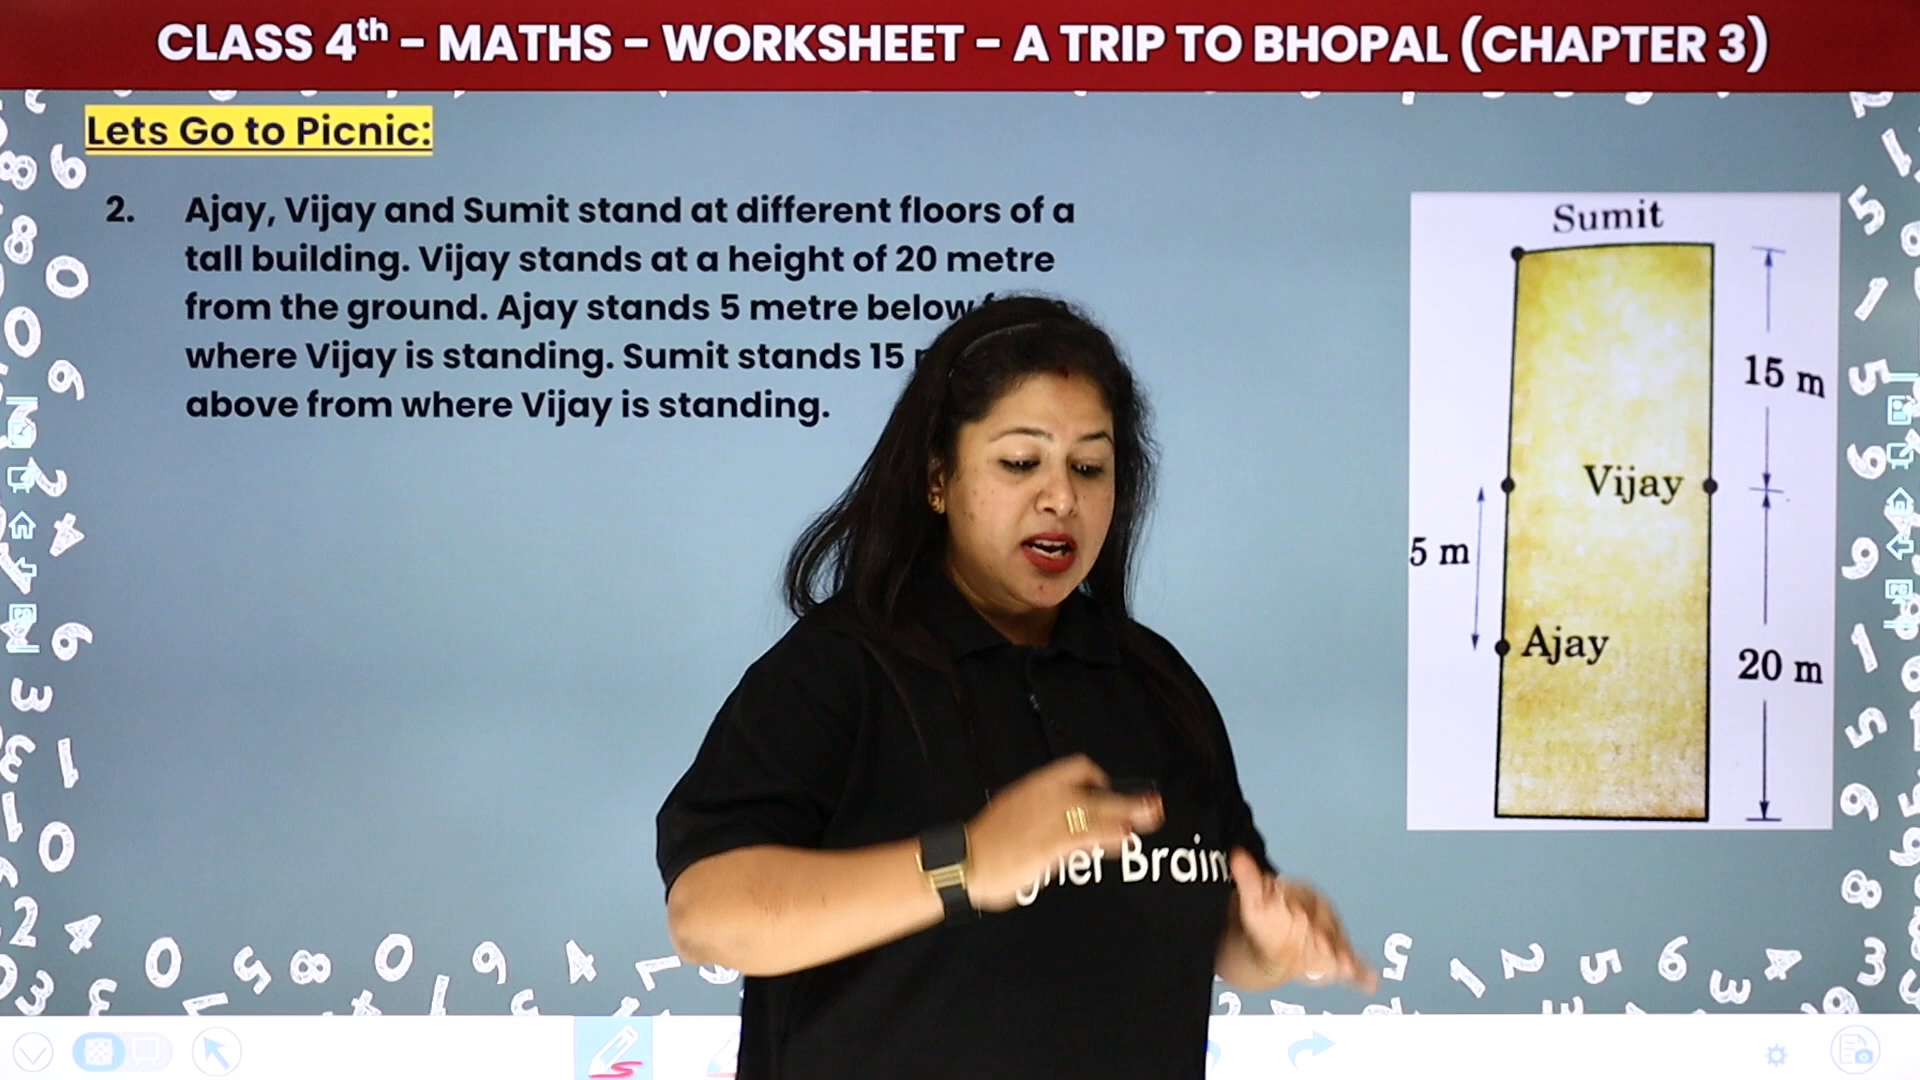 CLASS 4th - MATHS - WORKSHEET - A TRIP TO BHOPAL (CHAPTER 3)
Lets Go to Picnic:
2. Ajay, Vijay and Sumit stand at different floors of a
tall building. Vijay stands at a height of 20 metre
from the ground. Ajay stands 5 metre below
where Vijay is standing. Sumit stands 15
above from where Vijay is standing.
Sumit
15 m
Vijay
5 m
Ajay
20 m
Brain